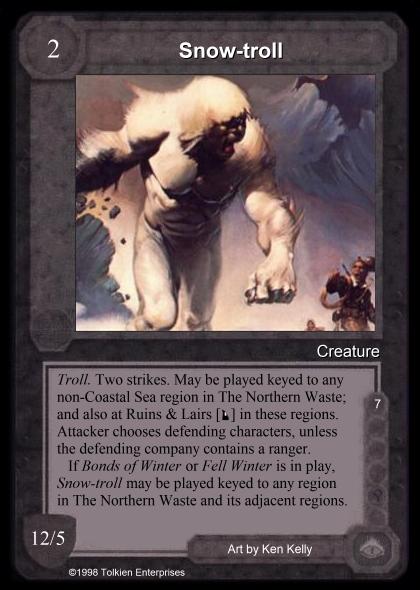 2
Snow-troll
Creature
Troll. Two strikes. May be played keyed to any
non-Coastal Sea region in The Northern Waste;
and also at Ruins & Lairs [ ] in these regions.
Attacker chooses defending characters, unless
the defending company contains a ranger.
If Bonds of Winter or Fell Winter is in play,
Snow-troll may be played keyed to any region
in The Northern Waste and its adjacent regions.
7
12/5
Art by Ken Kelly
©1998 Tolkien Enterprises